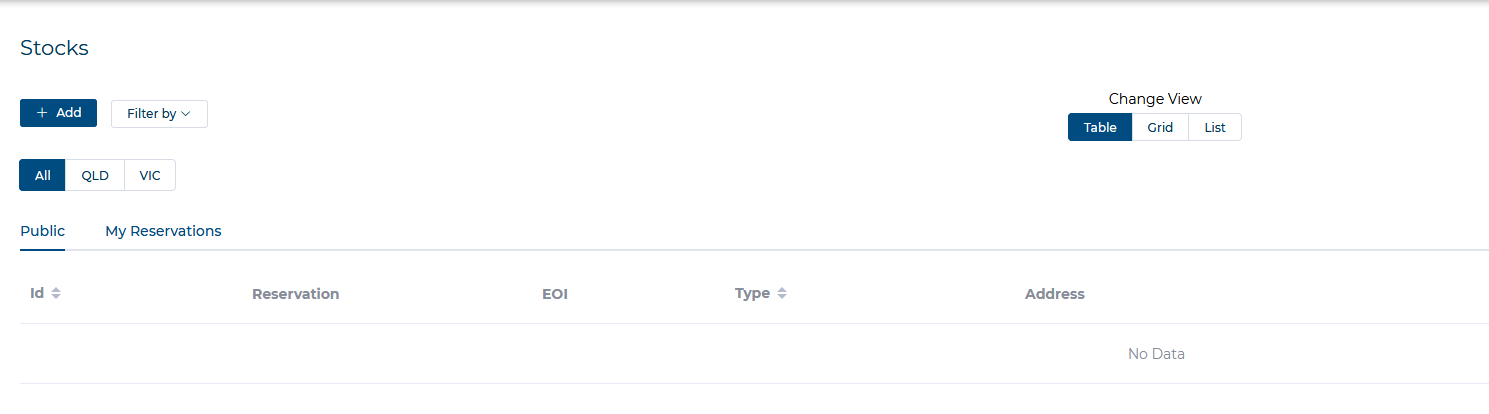 Stocks
+ Add
Filter by
Change View
Table Grid List
All QLD VIC
Public My Reservations
Id Reservation EOI Type Address
No Data